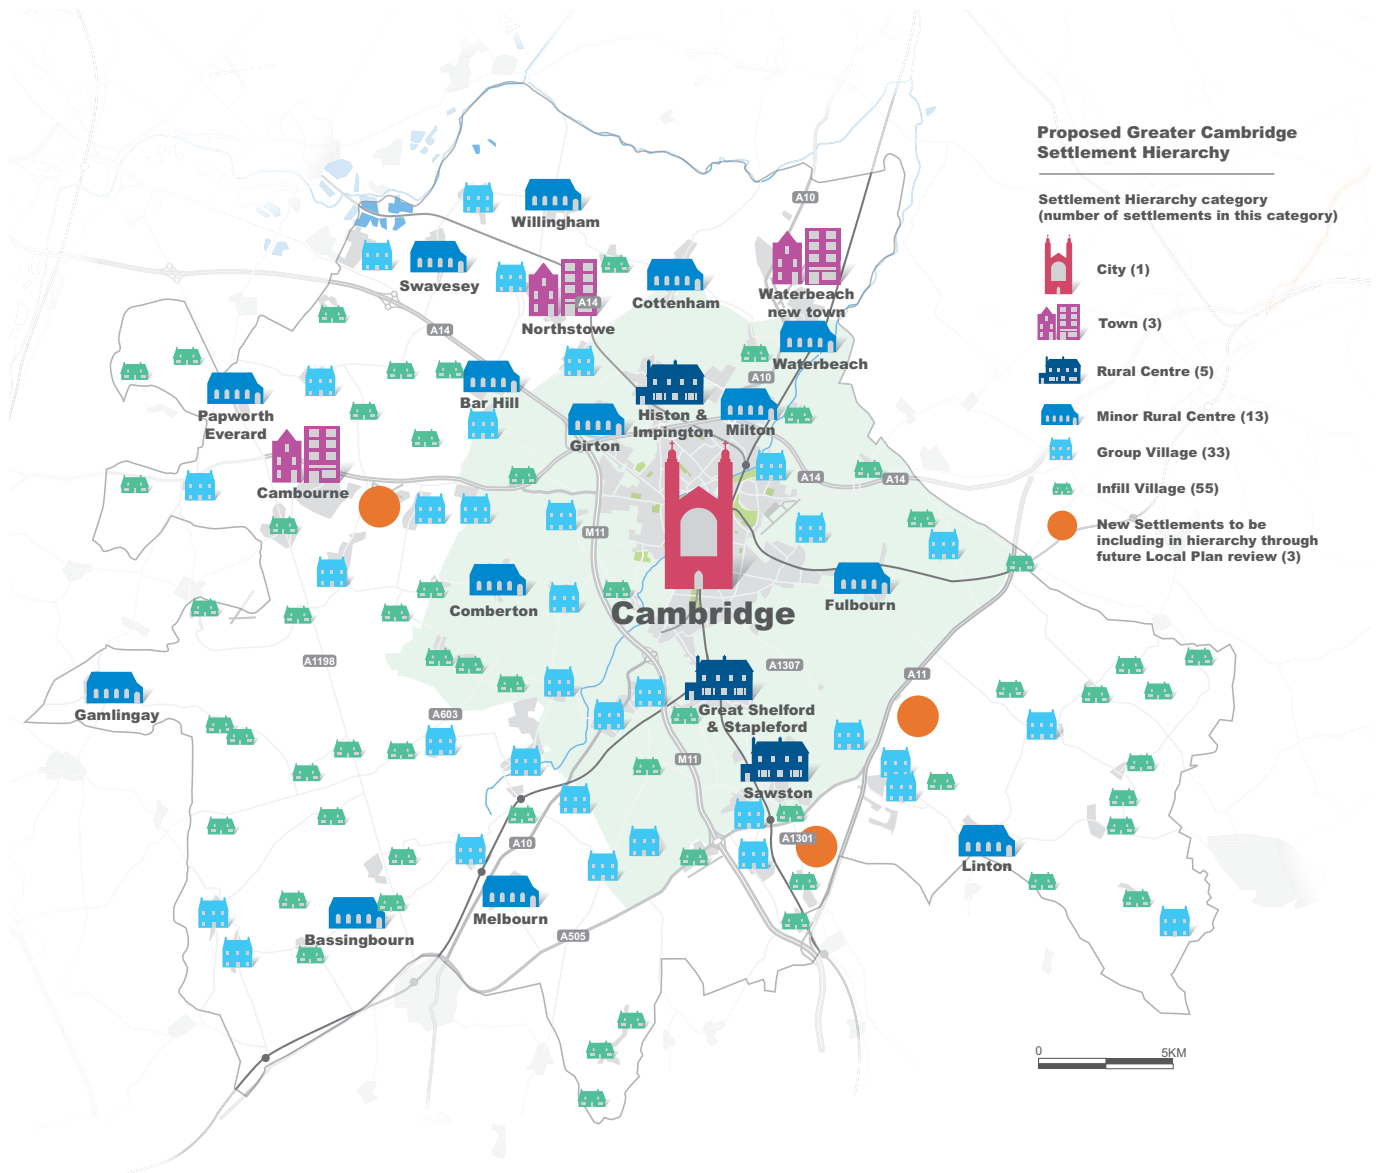 Proposed Greater Cambridge
Settlement Hierarchy
Settlement Hierarchy category
(number of settlements in this category)
City (1)
Town (3)
Rural Centre (5)
Minor Rural Centre (13)
Group Village (33)
Infill Village (55)
New Settlements to be
including in hierarchy through
future Local Plan review (3)
0
5KM
A10
Willingham
Swavesey
Cottenham
Waterbeach
new town
A14
Northstowe
A14
Waterbeach
A10
Bar Hill
Papworth
Everard
Histon &
Impington
Milton
Girton
Cambourne
A14
A14
M11
Comberton
Cambridge
Fulbourn
A1198
A1307
A11
Gamlingay
A603
Great Shelford
& Stapleford
M11
Sawston
A10
A1301
Linton
Melbourn
Bassingbourn
A505